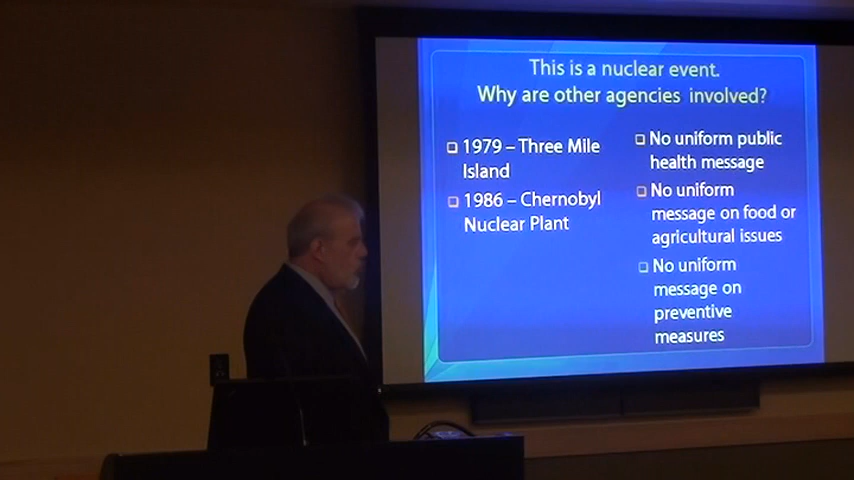 This is a nuclear event.
Why are other agencies involved?
❑ 1979 – Three Mile
Island
❑ 1986 – Chernobyl
Nuclear Plant
❑ No uniform public
health message
❑ No uniform
message on food or
agricultural issues
❑ No uniform
message on
preventive
measures